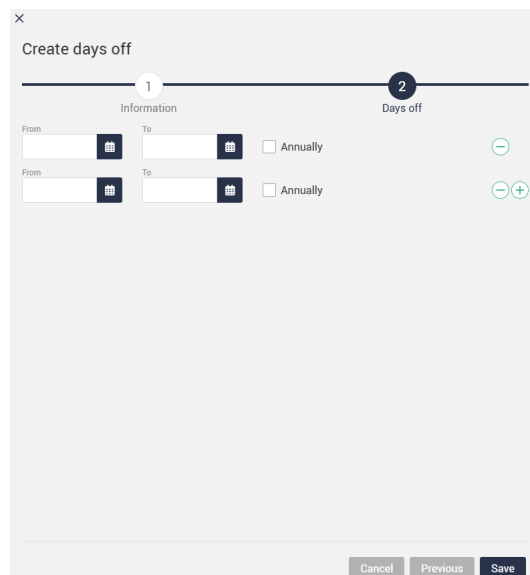 Create days off
1
2
Information
Days off
From
To
Annually
From
To
Annually
Cancel
Previous
Save